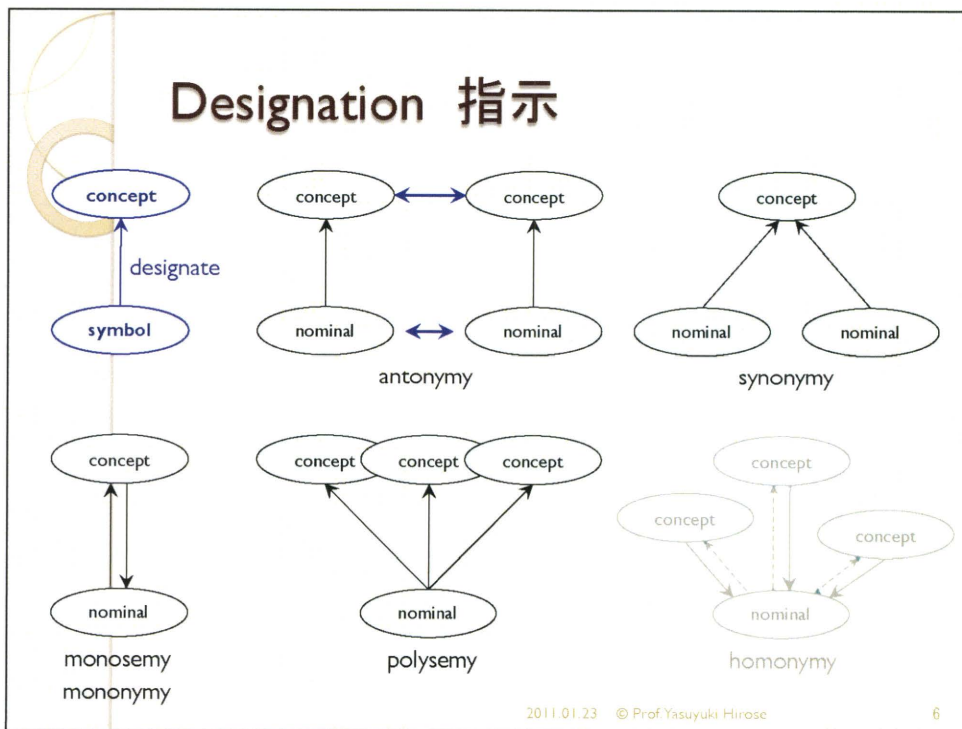 Designation 指示
concept
designate
symbol
concept concept
nominal nominal
antonymy
concept
nominal nominal
synonymy
concept
nominal
monosemy
mononymy
concept concept concept
nominal
polysemy
concept
concept
concept
nominal
homonymy
2011.01.23 © Prof.Yasuyuki Hirose 6